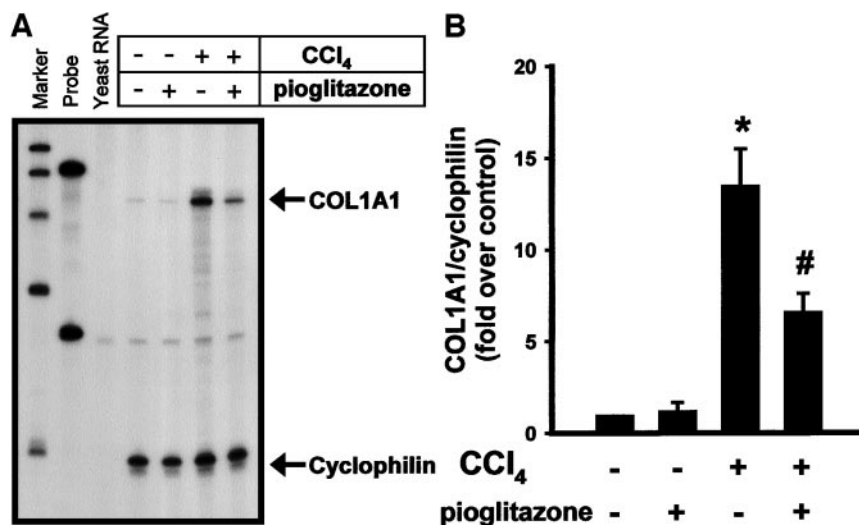 A
Marker
Probe
Yeast RNA
- - + + CCl₄
- + - + pioglitazone
COL1A1
Cyclophilin
B
COL1A1/cyclophilin
(fold over control)
20
15
10
5
0
*
#
CCl₄ - - + +
pioglitazone - + - +